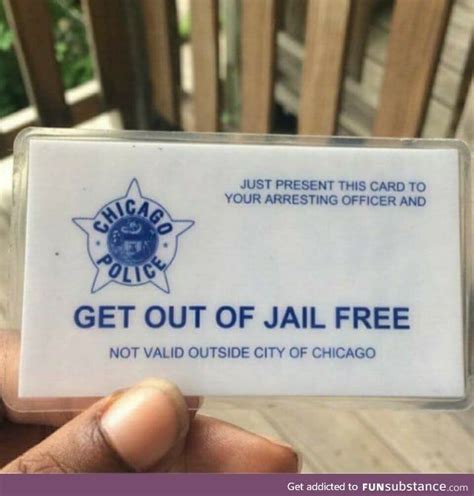 JUST PRESENT THIS CARD TO
YOUR ARRESTING OFFICER AND
CHICAGO
POLICE
GET OUT OF JAIL FREE
NOT VALID OUTSIDE CITY OF CHICAGO
Get addicted to FUNsubstance.com